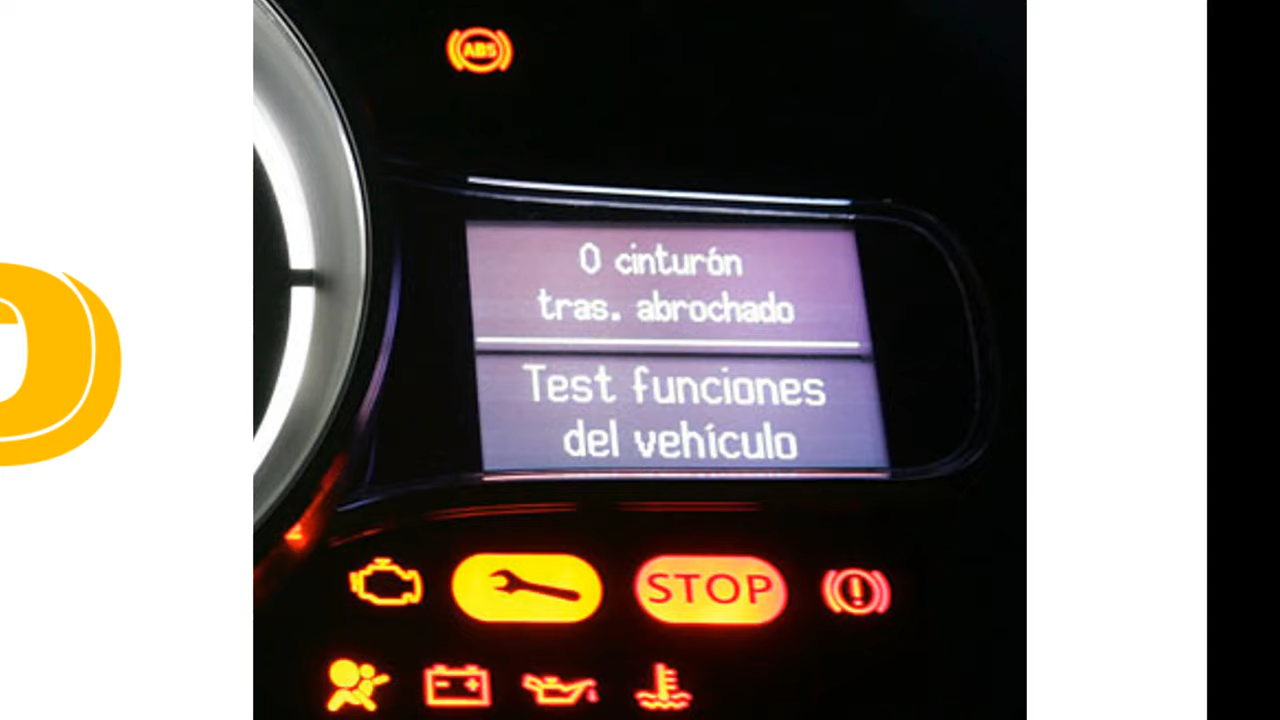 ABS
0 cinturón
tras. abrochado
Test funciones
del vehículo
STOP